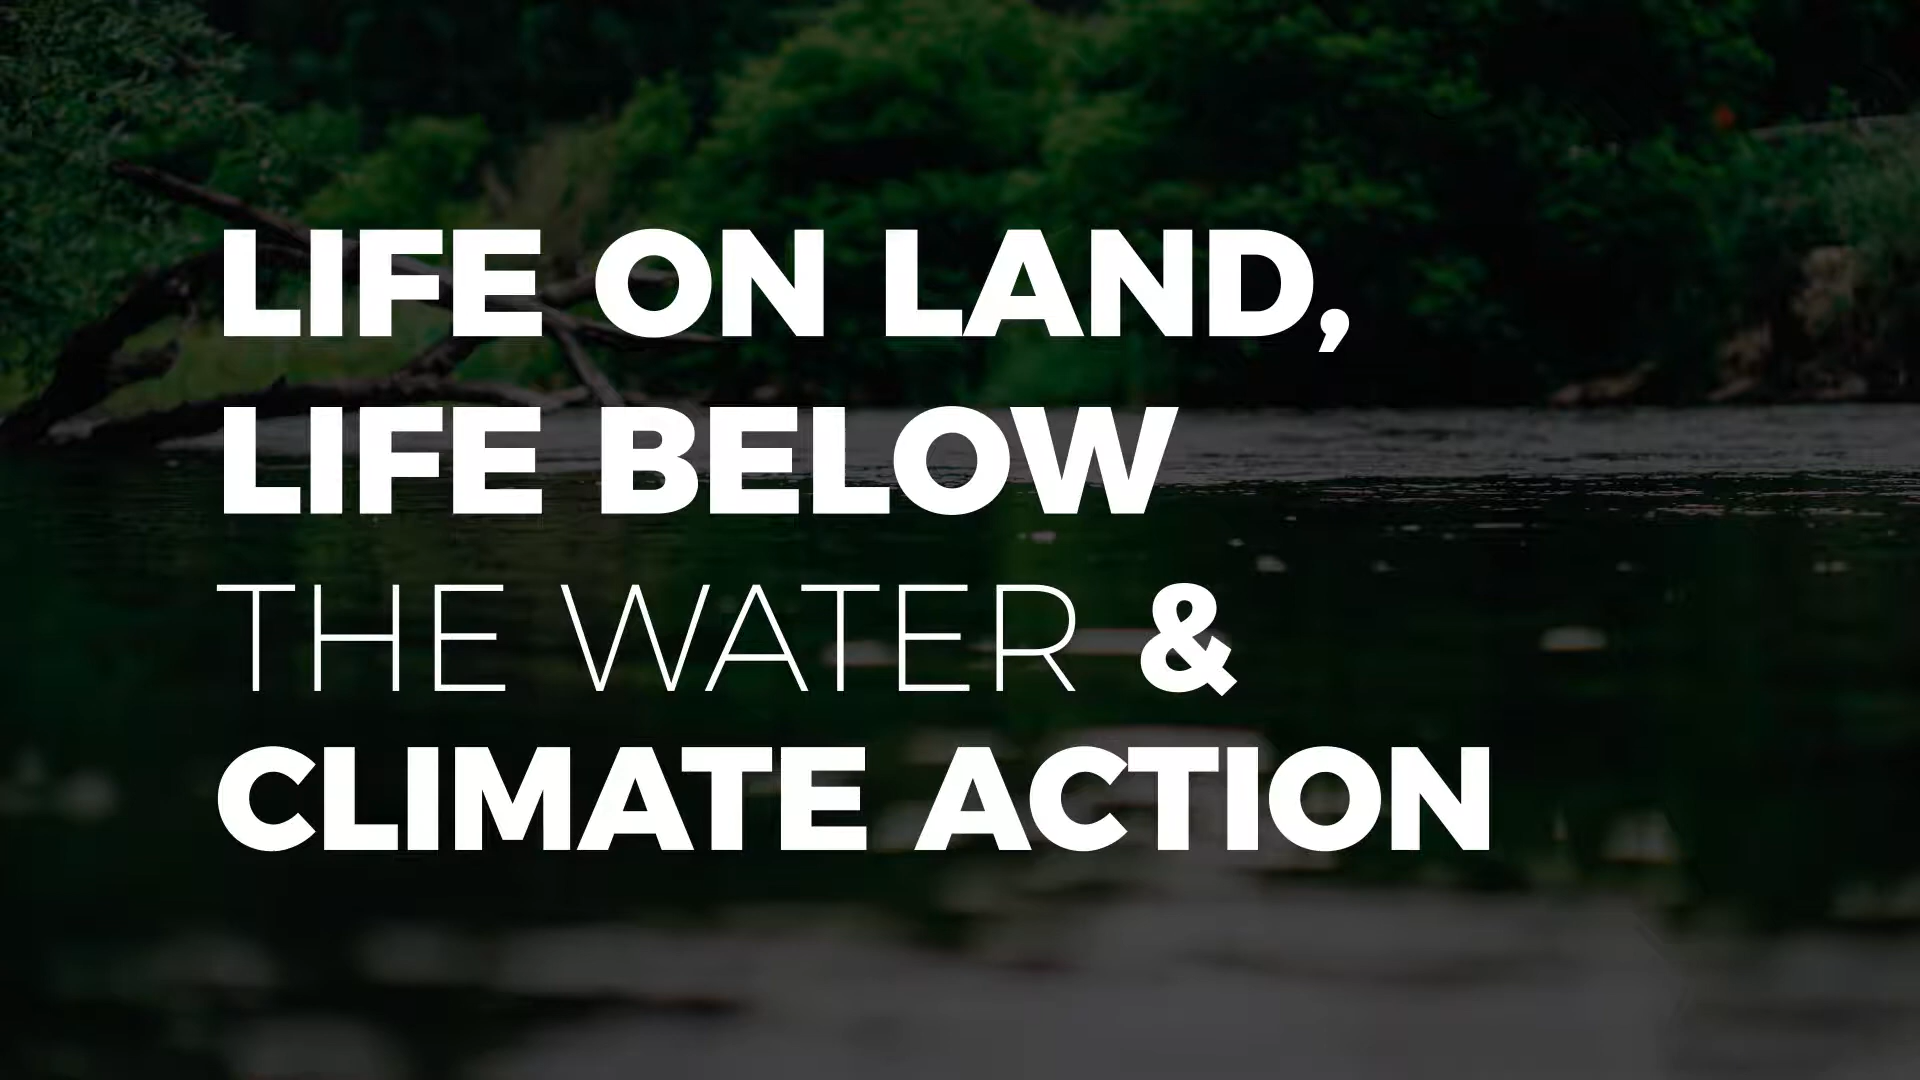 LIFE ON LAND,
LIFE BELOW
THE WATER &
CLIMATE ACTION